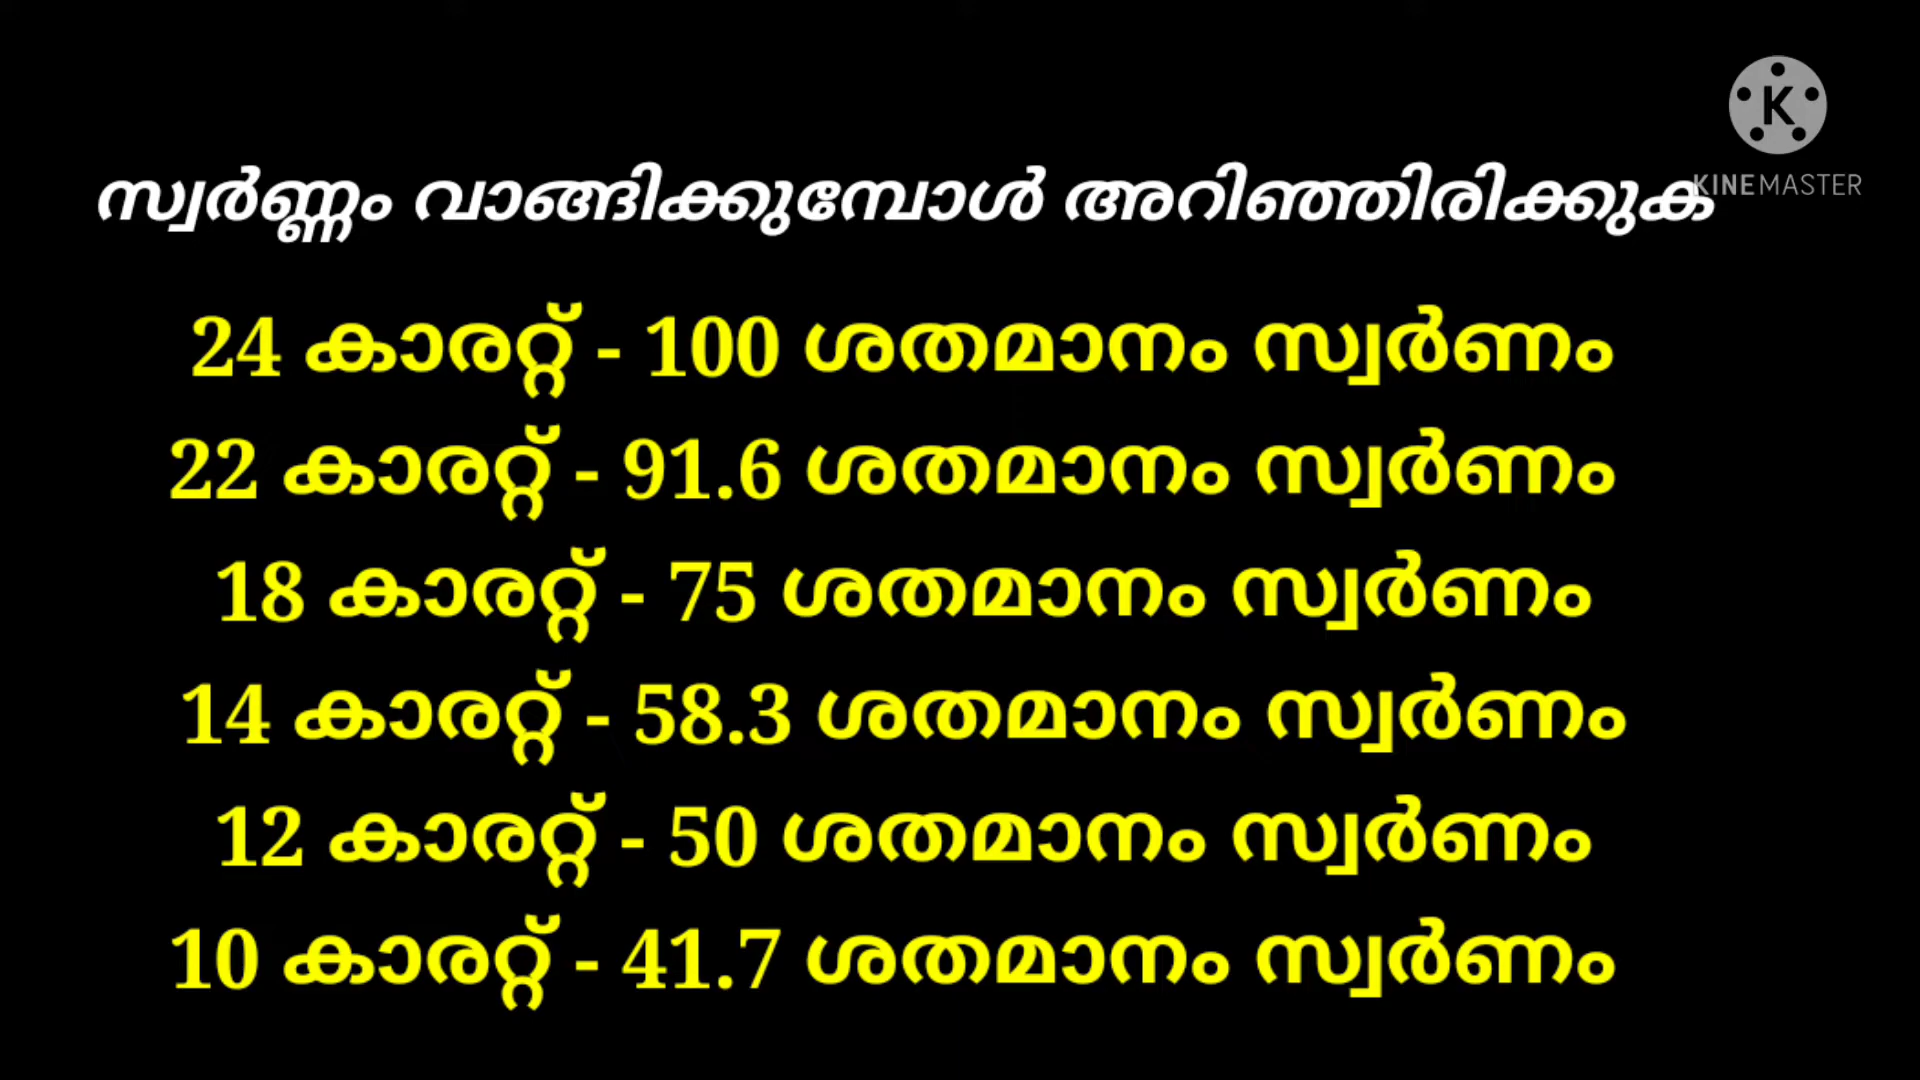 KINEMASTER
സ്വർണ്ണം വാങ്ങിക്കുമ്പോൾ അറിഞ്ഞിരിക്കുക
24 കാരറ്റ് - 100 ശതമാനം സ്വർണം
22 കാരറ്റ് - 91.6 ശതമാനം സ്വർണം
18 കാരറ്റ് - 75 ശതമാനം സ്വർണം
14 കാരറ്റ് - 58.3 ശതമാനം സ്വർണം
12 കാരറ്റ് - 50 ശതമാനം സ്വർണം
10 കാരറ്റ് - 41.7 ശതമാനം സ്വർണം